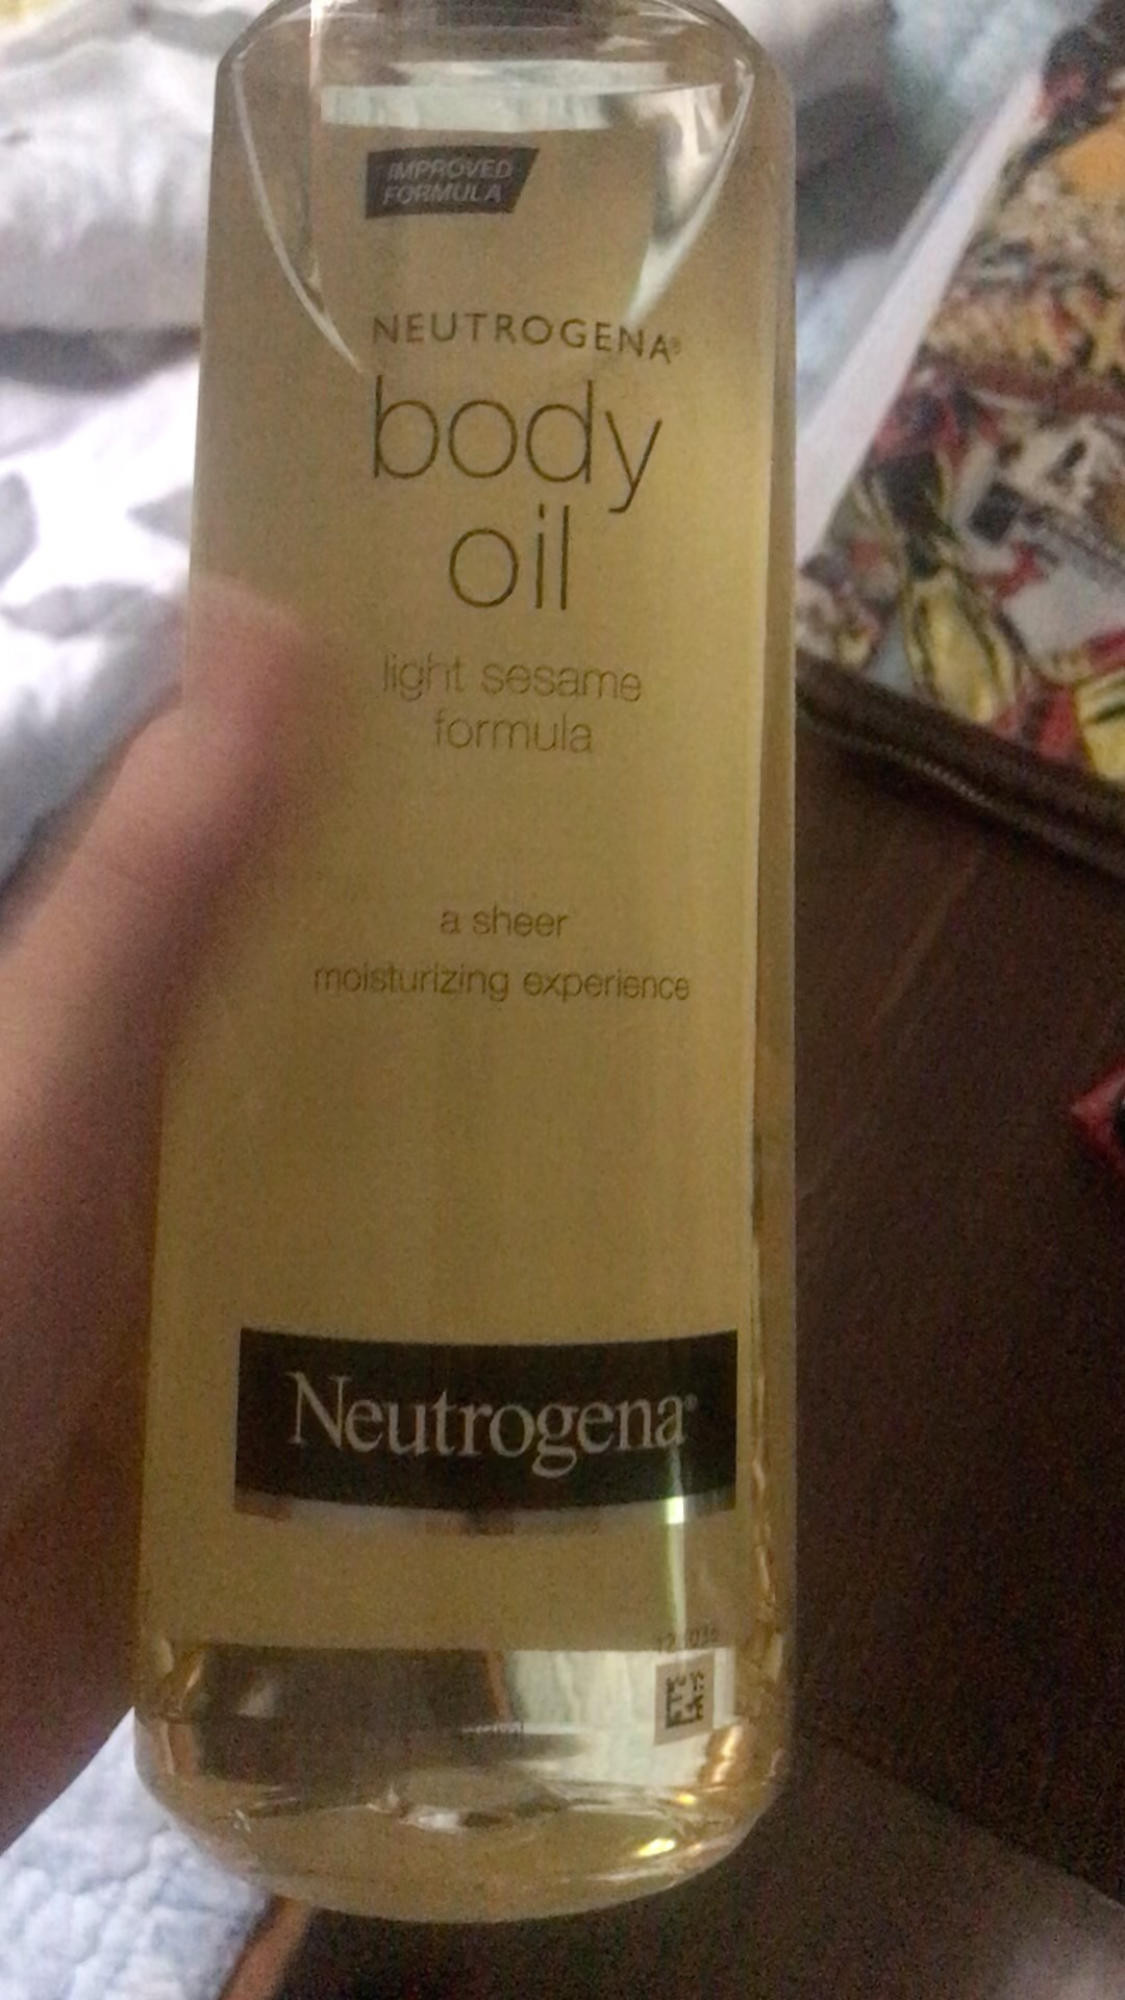 IMPROVED
FORMULA
NEUTROGENA®
body
oil
light sesame
formula
a sheer
moisturizing experience
Neutrogena®